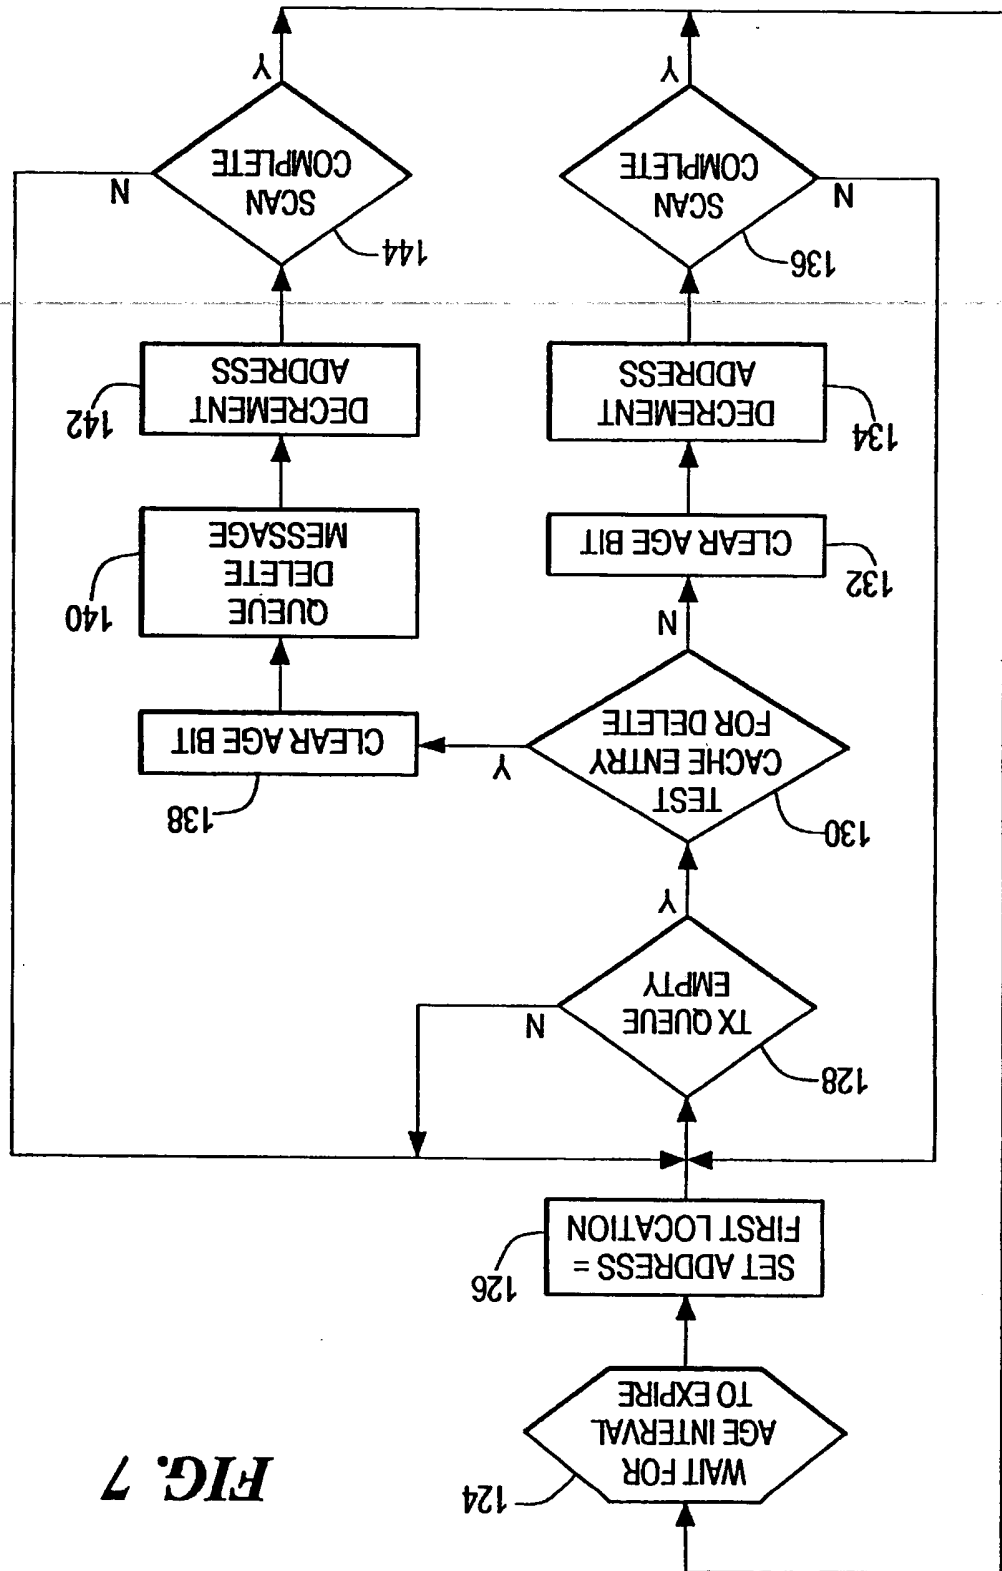 FIG. 7
124
WAIT FOR
AGE INTERVAL
TO EXPIRE
126
SET ADDRESS =
FIRST LOCATION
128
TX QUEUE
EMPTY
N
Y
130
TEST
CACHE ENTRY
FOR DELETE
Y
N
138
CLEAR AGE BIT
132
CLEAR AGE BIT
140
QUEUE
DELETE
MESSAGE
134
DECREMENT
ADDRESS
142
DECREMENT
ADDRESS
136
SCAN
COMPLETE
N
Y
144
SCAN
COMPLETE
N
Y